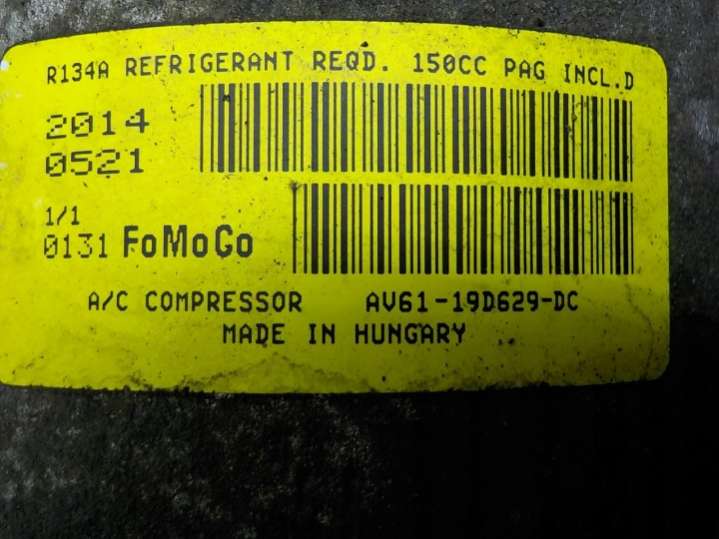 R134A REFRIGERANT REQD. 150CC PAG INCL.D
2014
0521
1/1
0131 FoMoCo
A/C COMPRESSOR AV61-19D629-DC
MADE IN HUNGARY